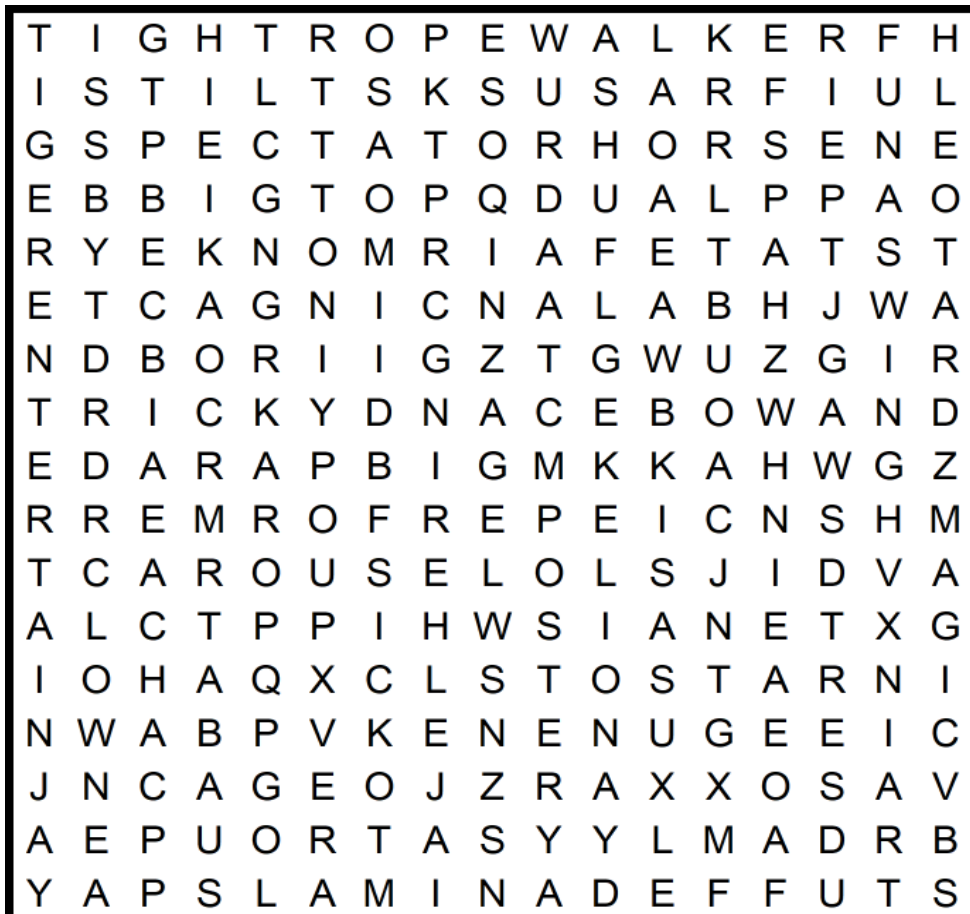 T I G H T R O P E W A L K E R F H
I S T I L T S K S U S A R F I U L
G S P E C T A T O R H O R S E N E
E B B I G T O P Q D U A L P P A O
R Y E K N O M R I A F E T A T S T
E T C A G N I C N A L A B H J W A
N D B O R I I G Z T G W U Z G I R
T R I C K Y D N A C E B O W A N D
E D A R A P B I G M K K A H W G Z
R R E M R O F R E P E I C N S H M
T C A R O U S E L O L S J I D V A
A L C T P P I H W S I A N E T X G
I O H A Q X C L S T O S T A R N I
N W A B P V K E N E N U G E E I C
J N C A G E O J Z R A X X O S A V
A E P U O R T A S Y Y L M A D R B
Y A P S L A M I N A D E F F U T S